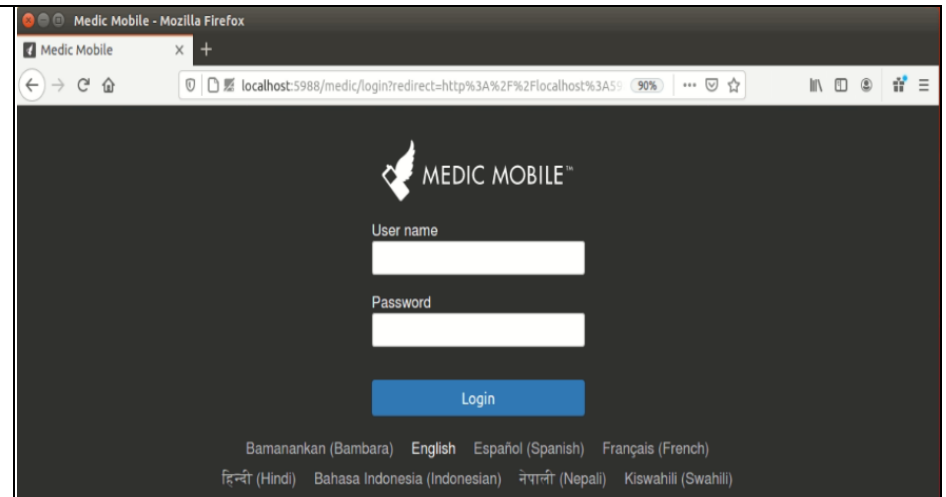 Medic Mobile - Mozilla Firefox
Medic Mobile
localhost:5988/medic/login?redirect=http%3A%2F%2Flocalhost%3A59 90%
MEDIC MOBILE™
User name
Password
Login
Bamanankan (Bambara) English Español (Spanish) Français (French)
हिन्दी (Hindi) Bahasa Indonesia (Indonesian) नेपाली (Nepali) Kiswahili (Swahili)